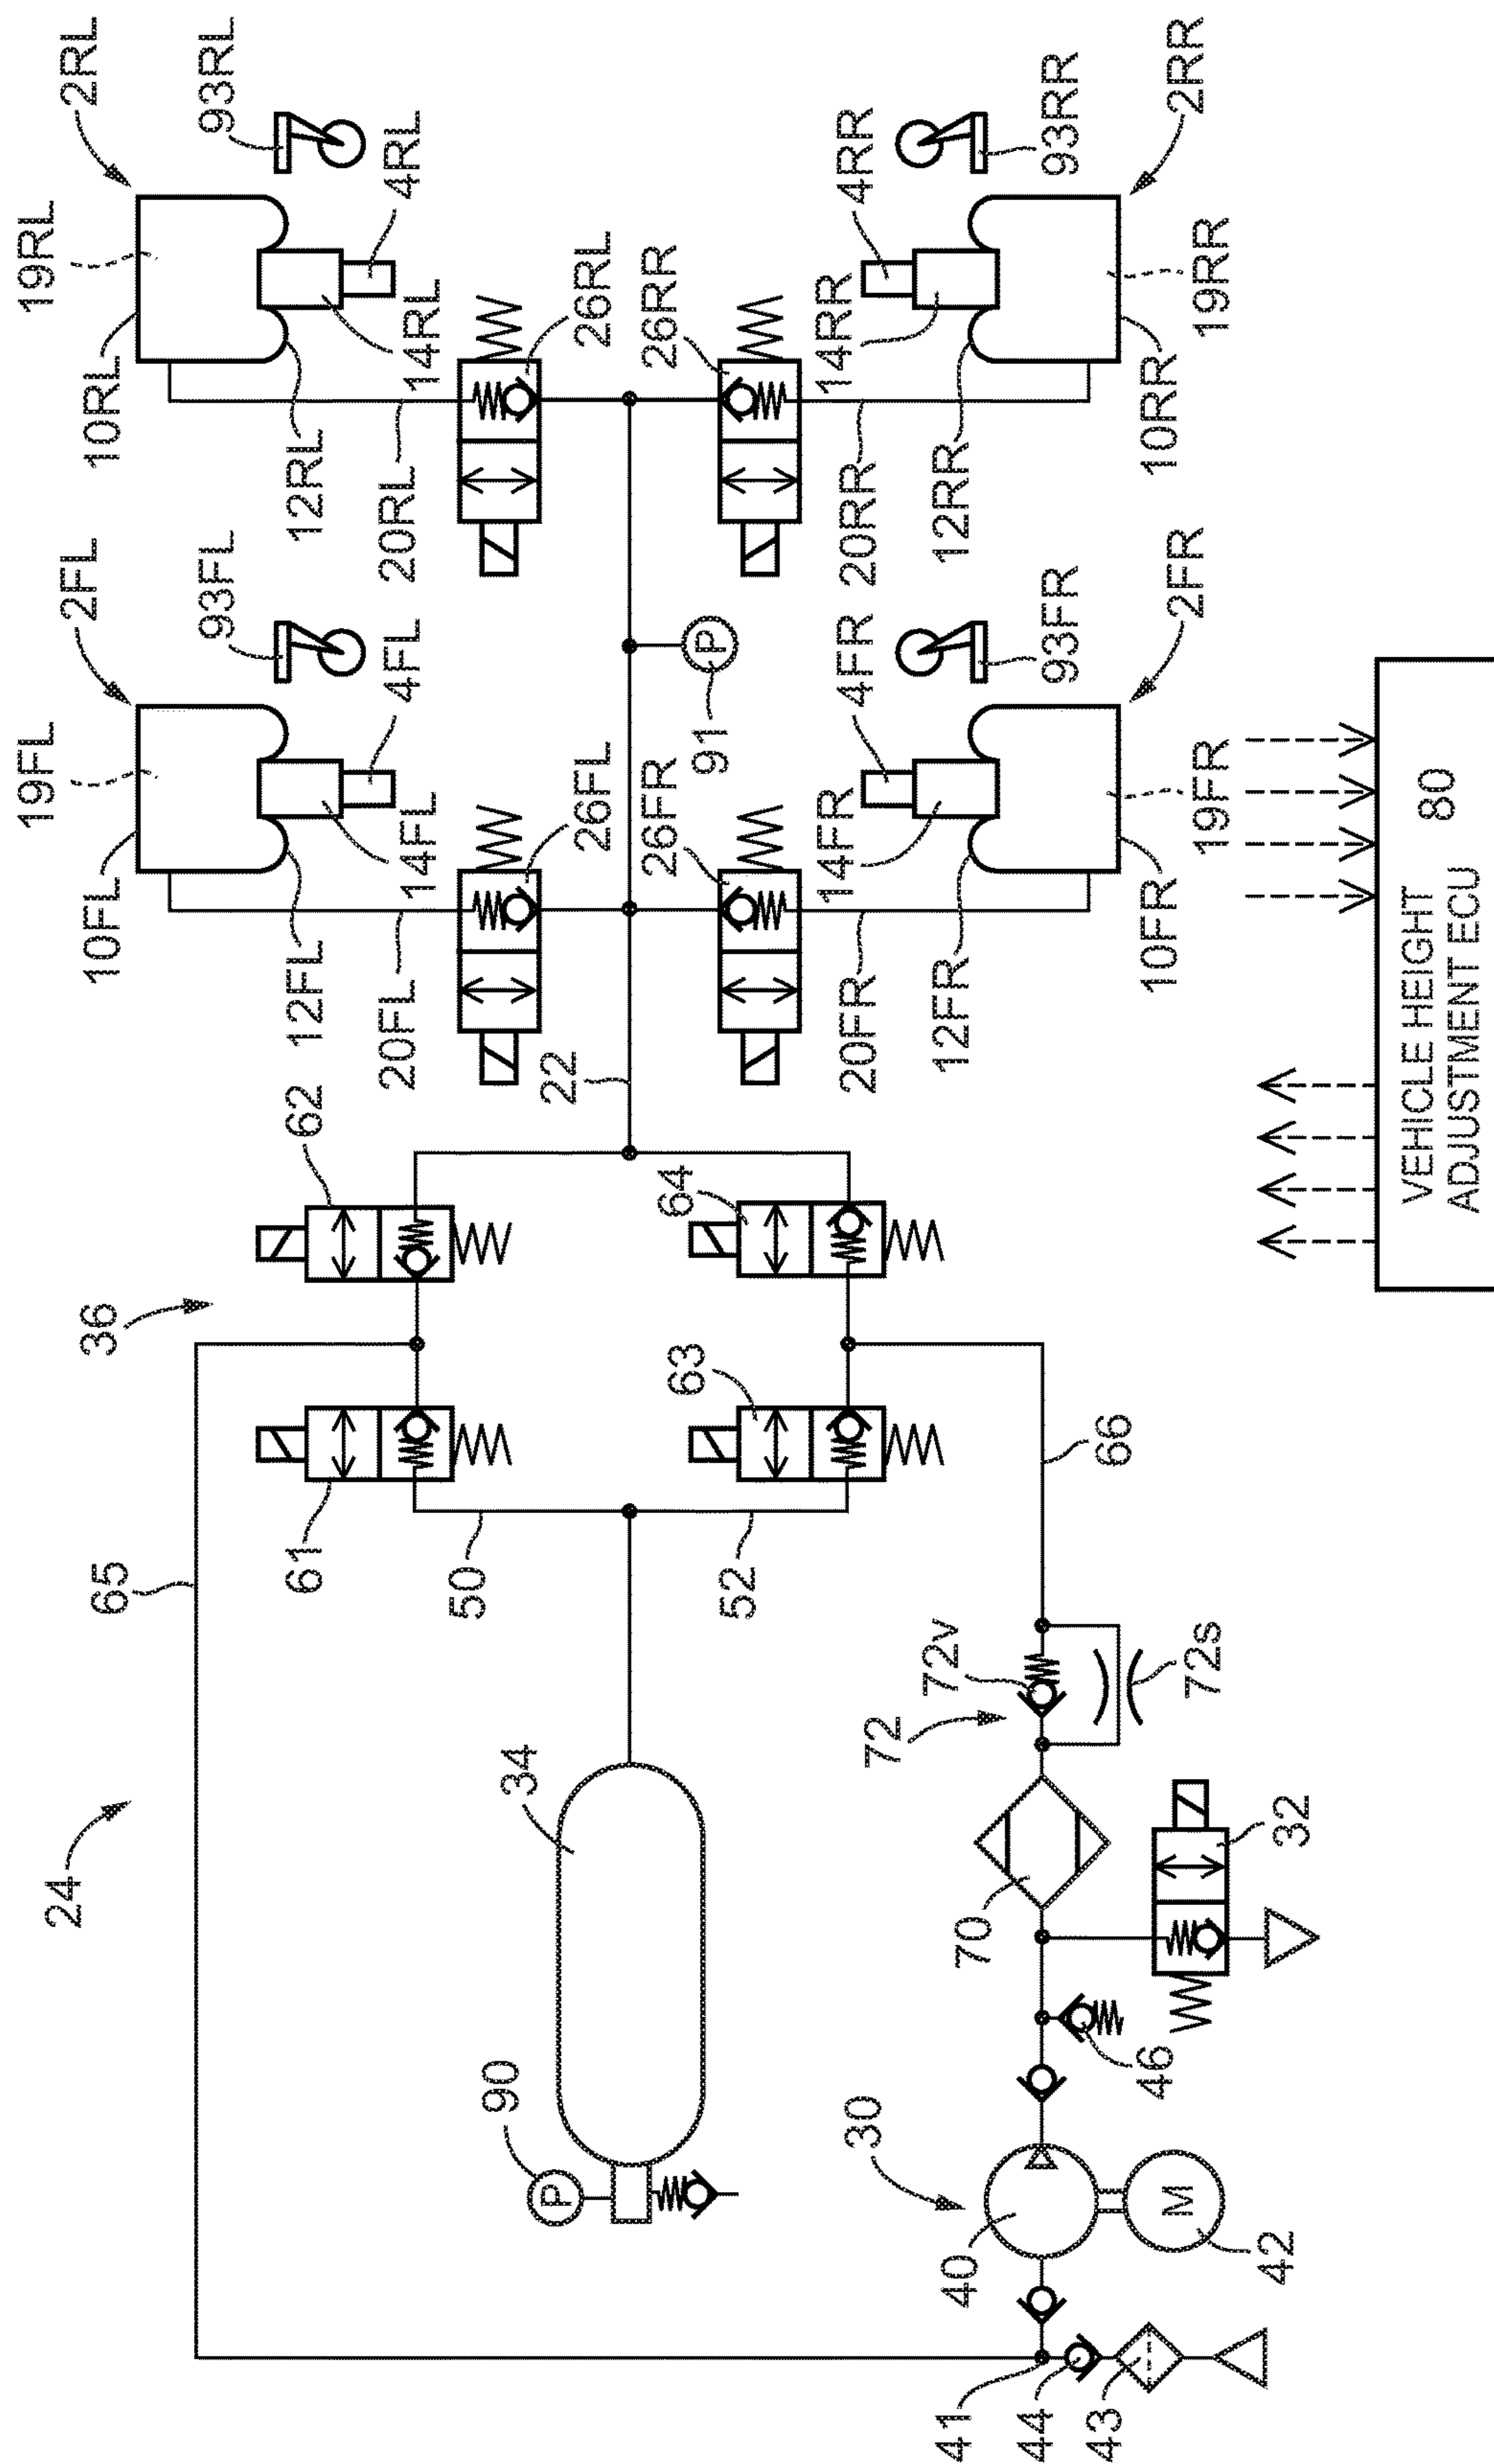 19FL
19RL
24
2FL
2RL
65
36
10FL
10RL
93FL
93RL
61
62
12FL
12RL
20FL
4FL
20RL
4RL
14FL
14RL
50
90
34
P
22
26FL
26RL
26FR
26RR
63
64
91
P
52
14FR
14RR
20FR
4FR
20RR
4RR
30
72
72v
12FR
12RR
41
40
70
44
93FR
93RR
43
66
46
10FR
10RR
M
2FR
2RR
72s
19FR
19RR
42
32
VEHICLE HEIGHT
ADJUSTMENT ECU
80